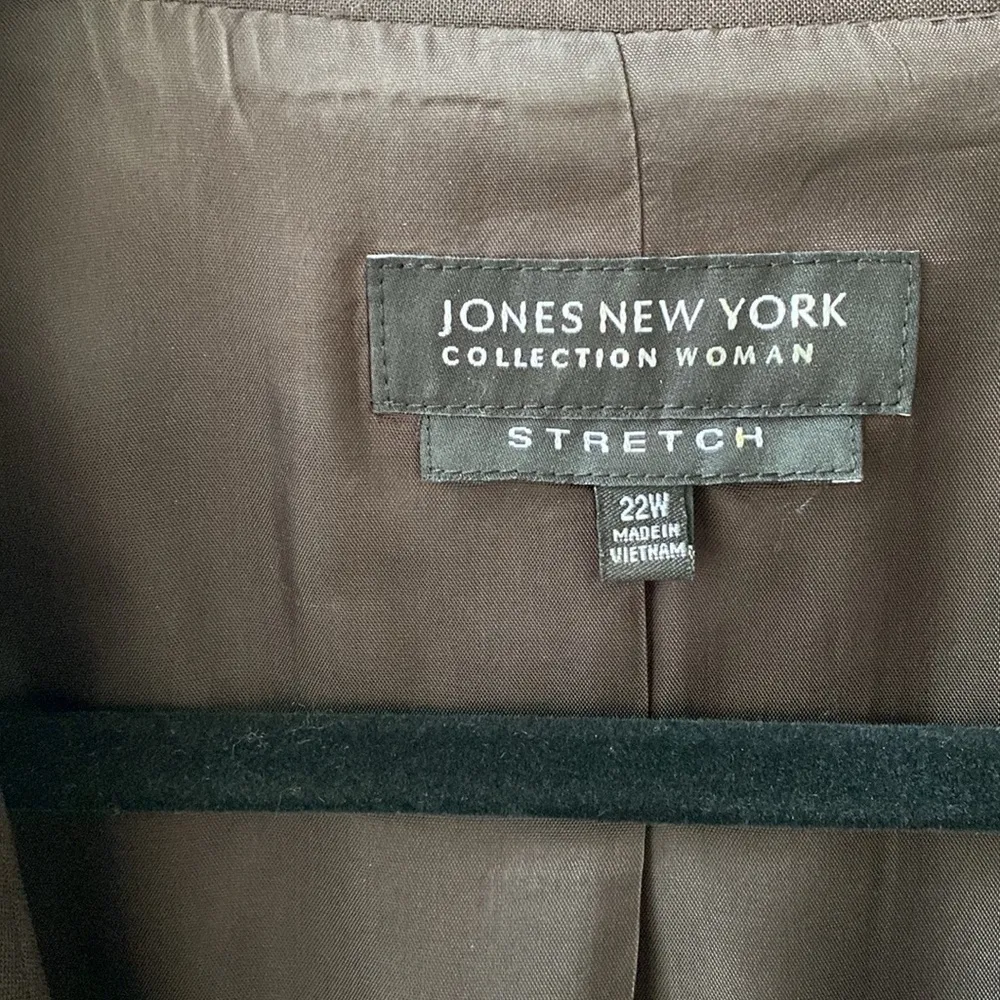 JONES NEW YORK
COLLECTION WOMAN
STRETCH
22W
MADE IN
VIETNAM